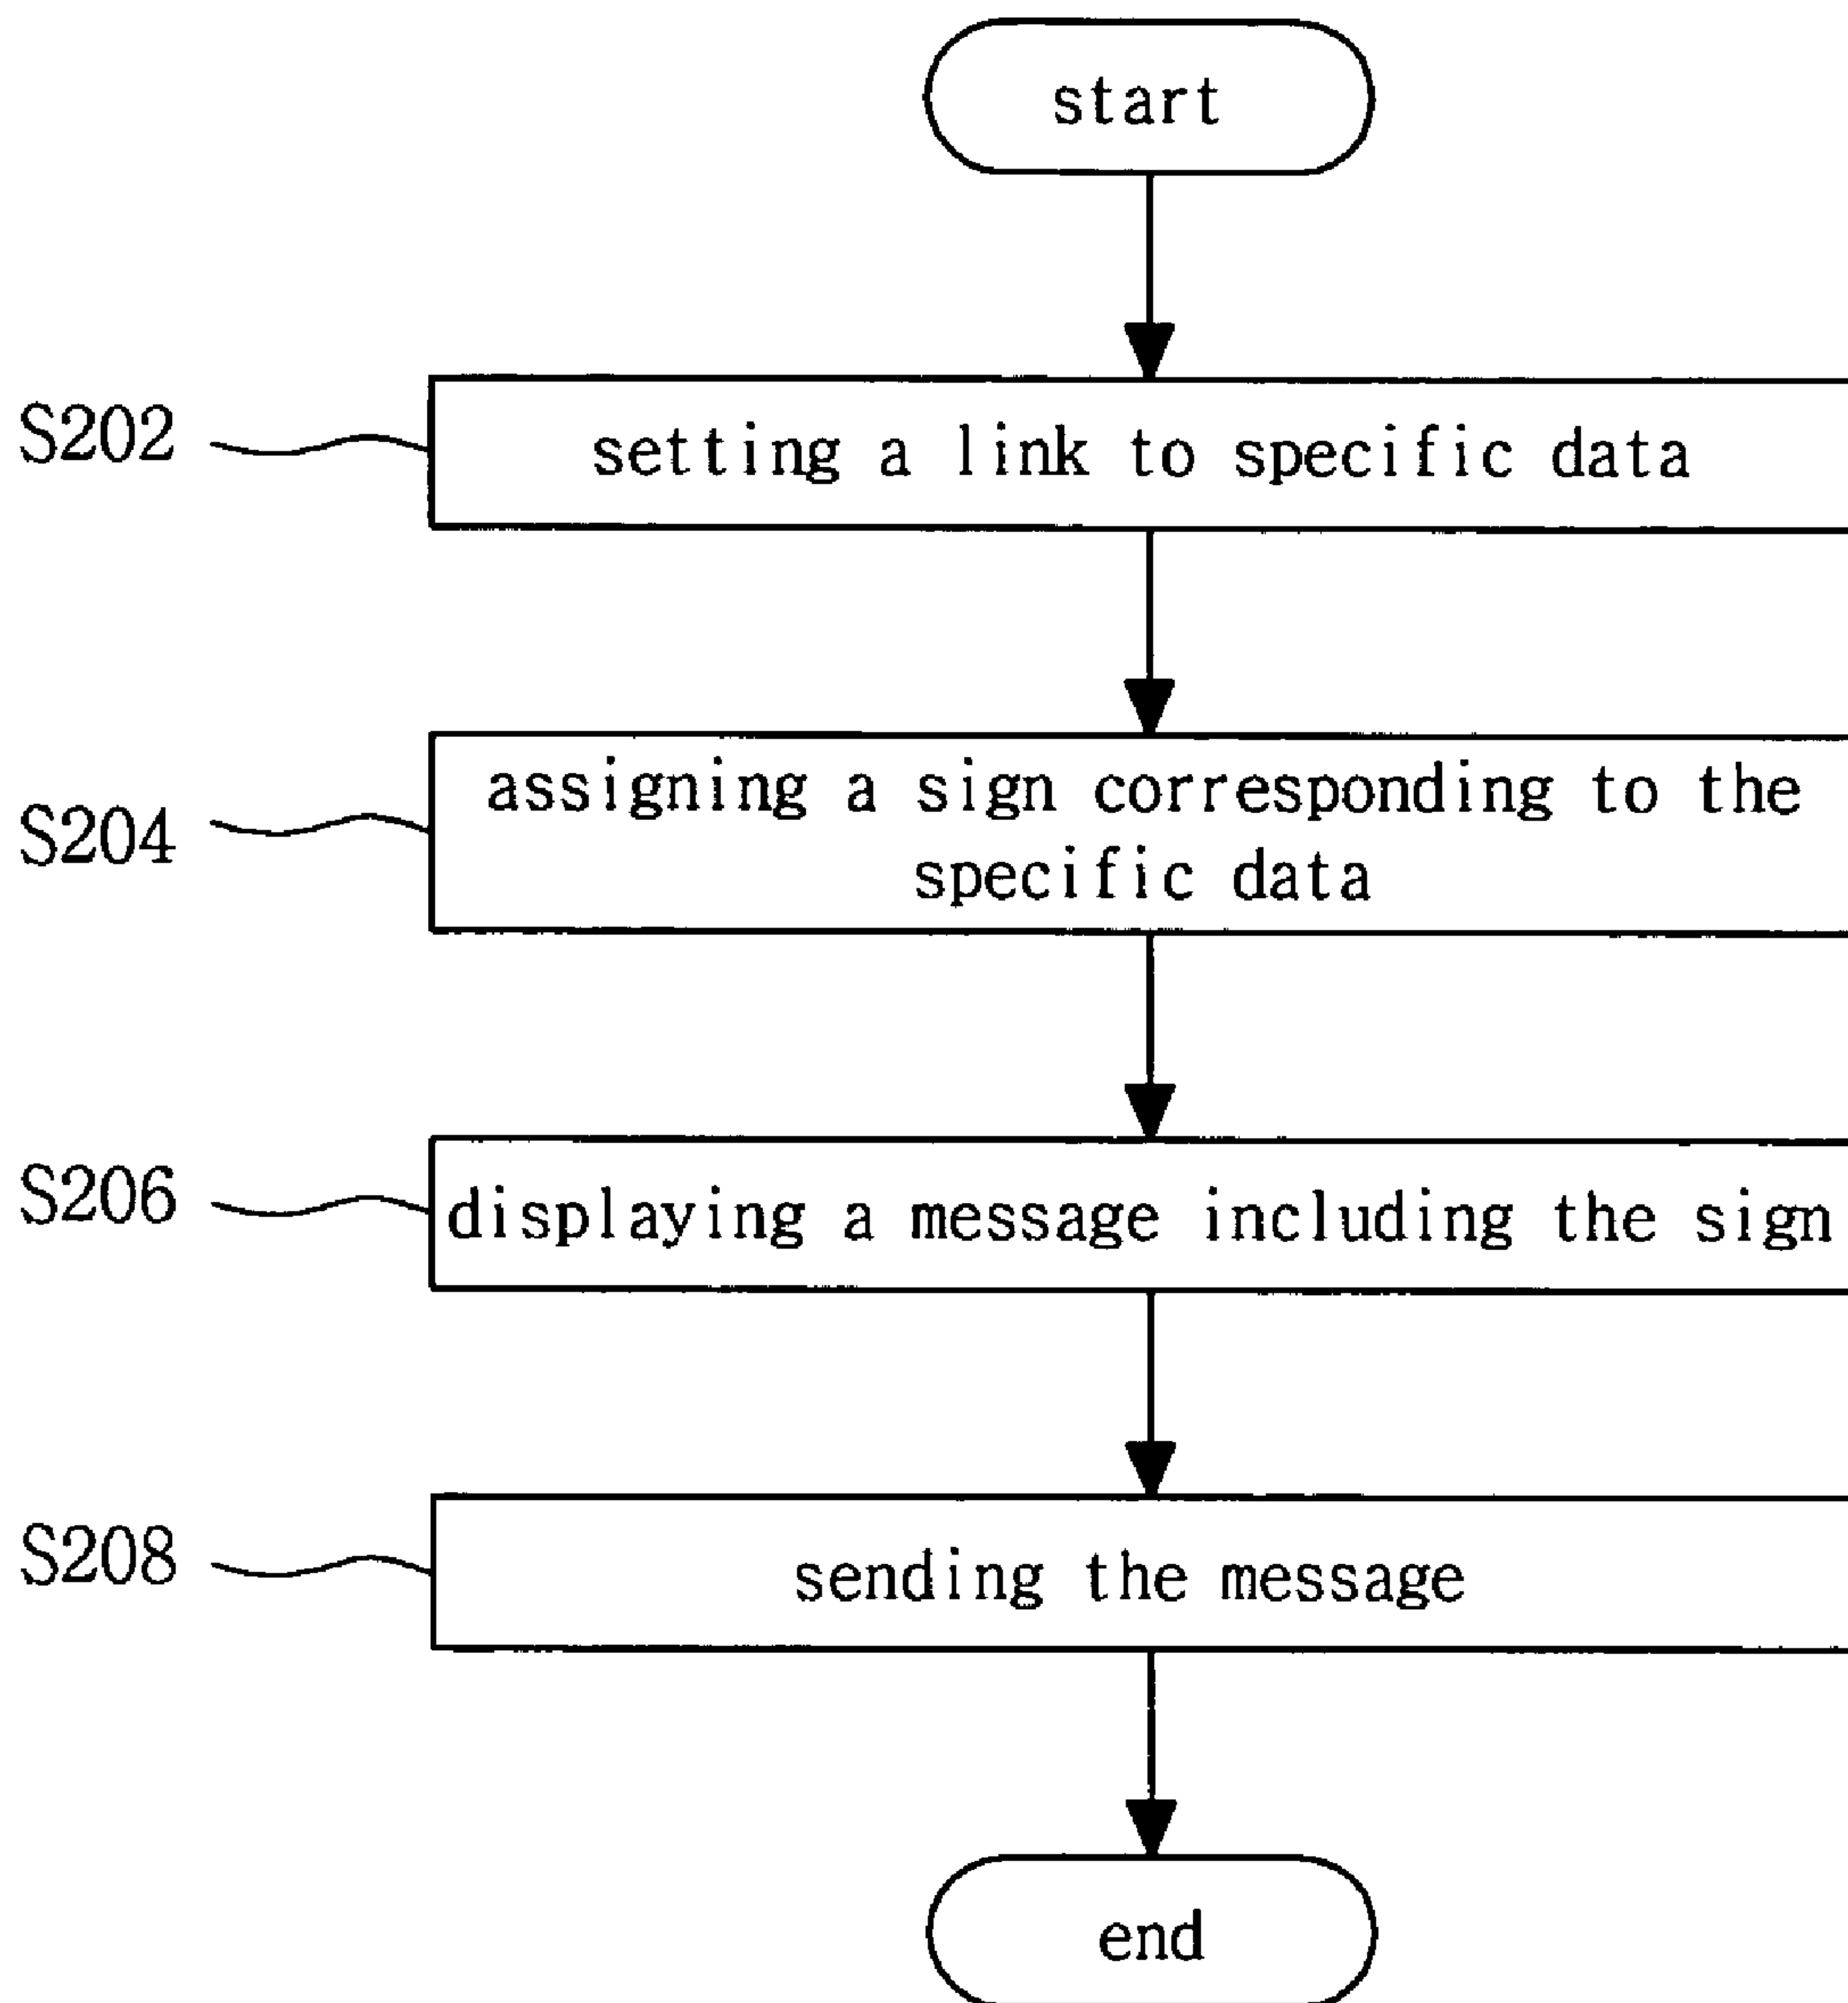 start
S202
setting a link to specific data
S204
assigning a sign corresponding to the
specific data
S206
displaying a message including the sign
S208
sending the message
end